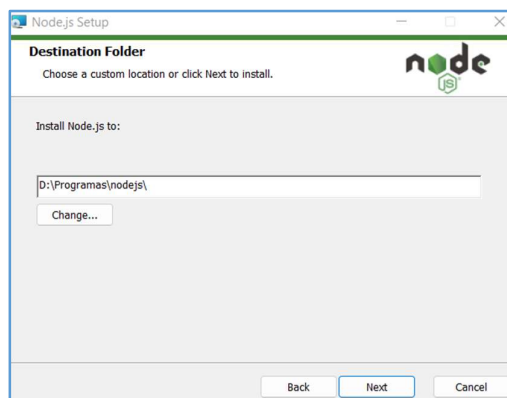 Node.js Setup
Destination Folder
Choose a custom location or click Next to install.
node
JS
Install Node.js to:
D:\Programas\nodejs\
Change...
Back Next Cancel